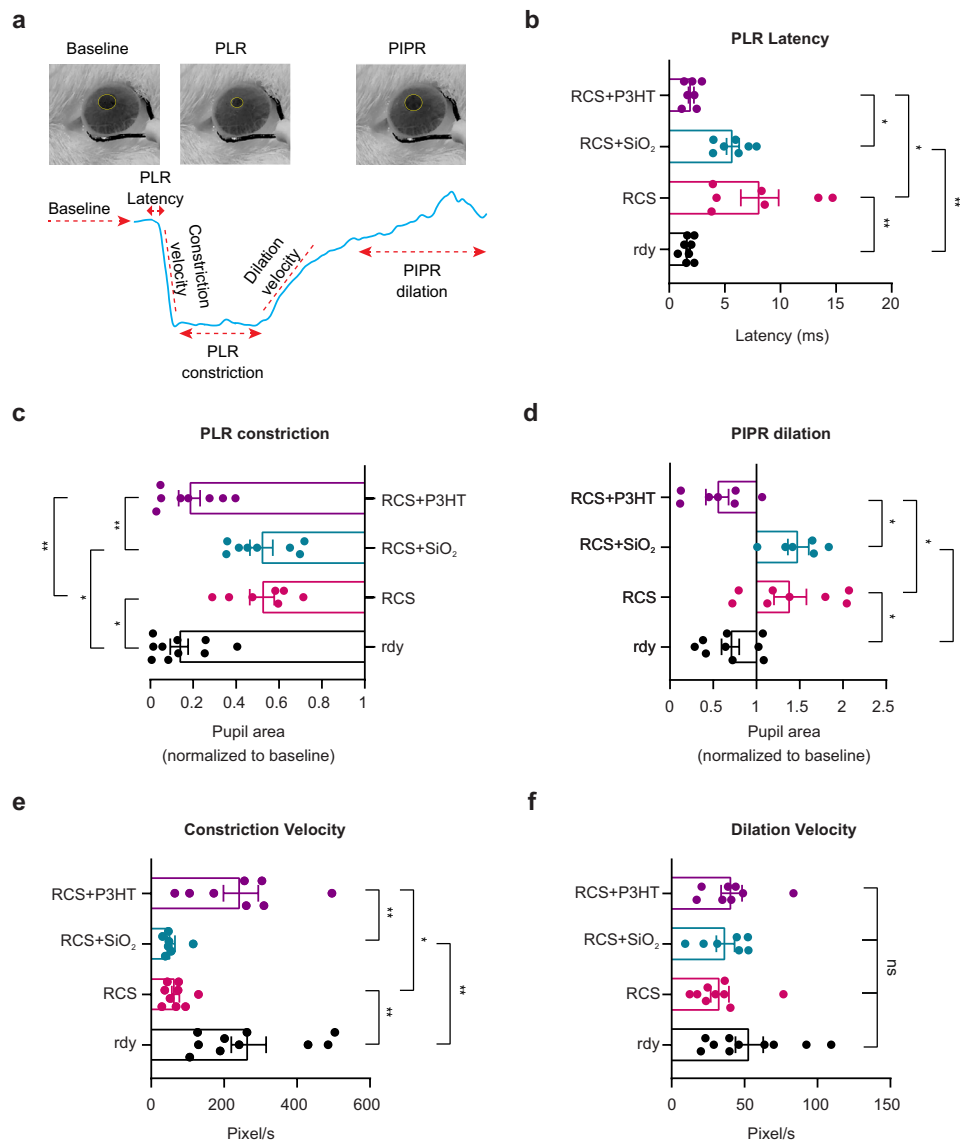 a
Baseline
PLR
PIPR
PLR
Latency
Baseline
Constriction
velocity
Dilation
velocity
PLR
constriction
PIPR
dilation
b
PLR Latency
RCS+P3HT
RCS+SiO₂
RCS
rdy
*
*
**
**
0
5
10
15
20
Latency (ms)
c
PLR constriction
RCS+P3HT
RCS+SiO₂
RCS
rdy
**
**
*
*
0
0.2
0.4
0.6
0.8
1
Pupil area
(normalized to baseline)
d
PIPR dilation
RCS+P3HT
RCS+SiO₂
RCS
rdy
*
*
*
*
0
0.5
1
1.5
2
2.5
Pupil area
(normalized to baseline)
e
Constriction Velocity
RCS+P3HT
RCS+SiO₂
RCS
rdy
**
*
**
**
0
200
400
600
Pixel/s
f
Dilation Velocity
RCS+P3HT
RCS+SiO₂
RCS
rdy
ns
0
50
100
150
Pixel/s